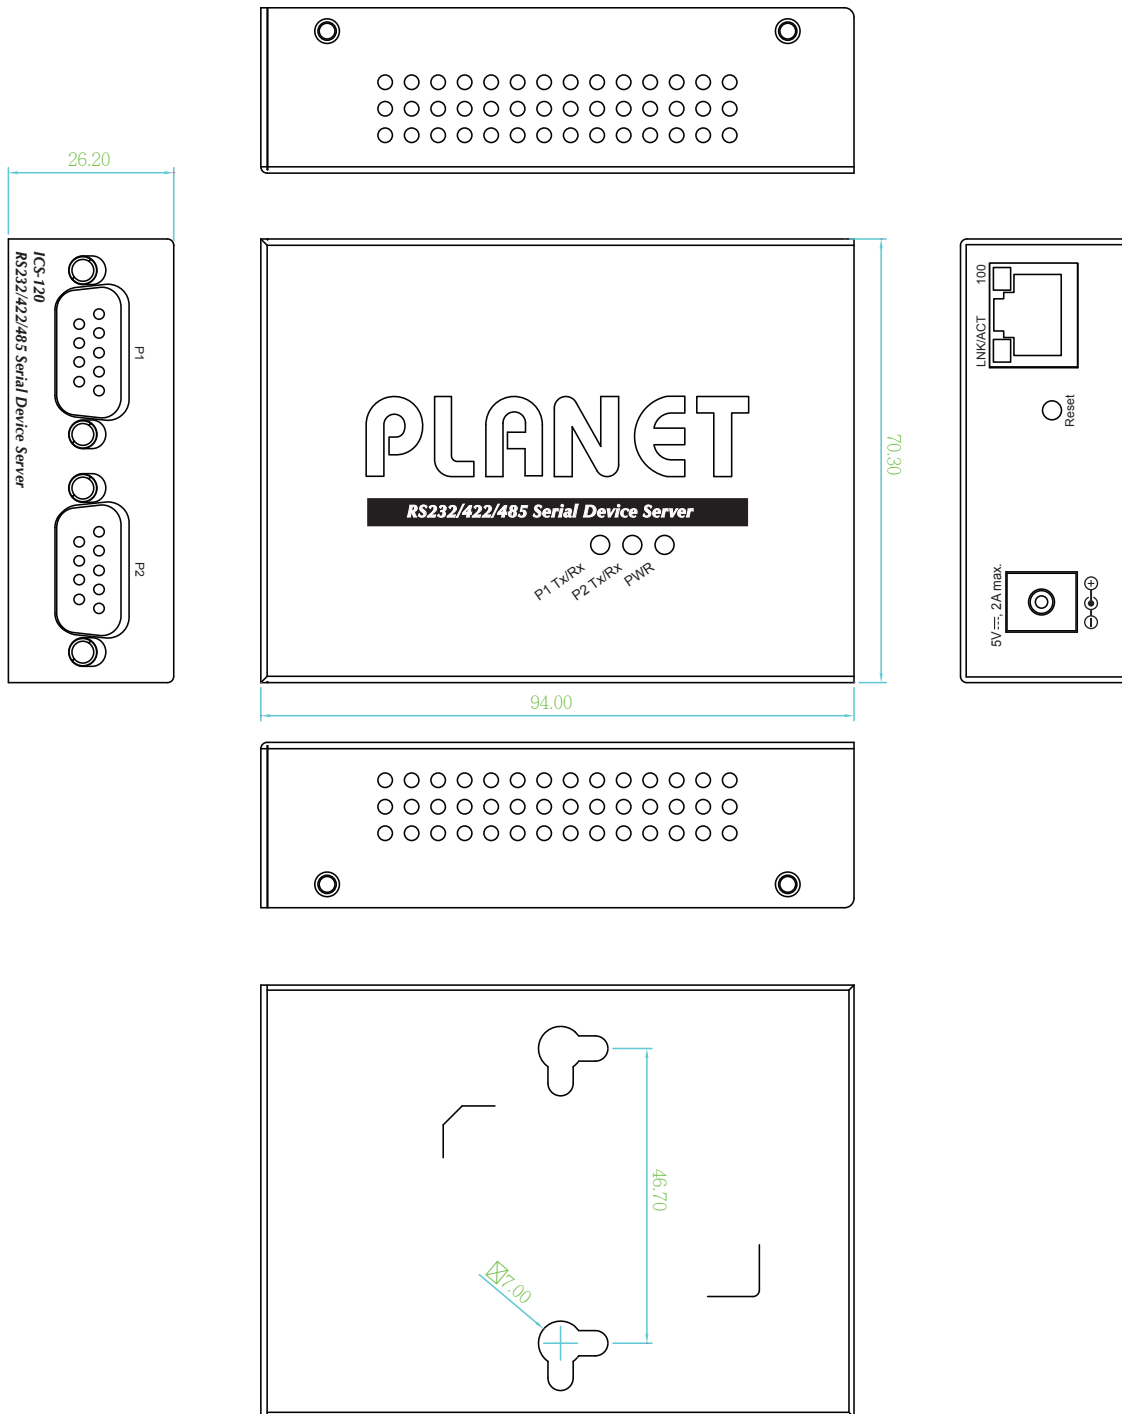 26.20
ICS-120
RS232/422/485 Serial Device Server
P1
P2
PLANET
RS232/422/485 Serial Device Server
P1 Tx/Rx
P2 Tx/Rx
PWR
70.30
94.00
100
LNK/ACT
Reset
5V⎓, 2A max.
46.70
7.00